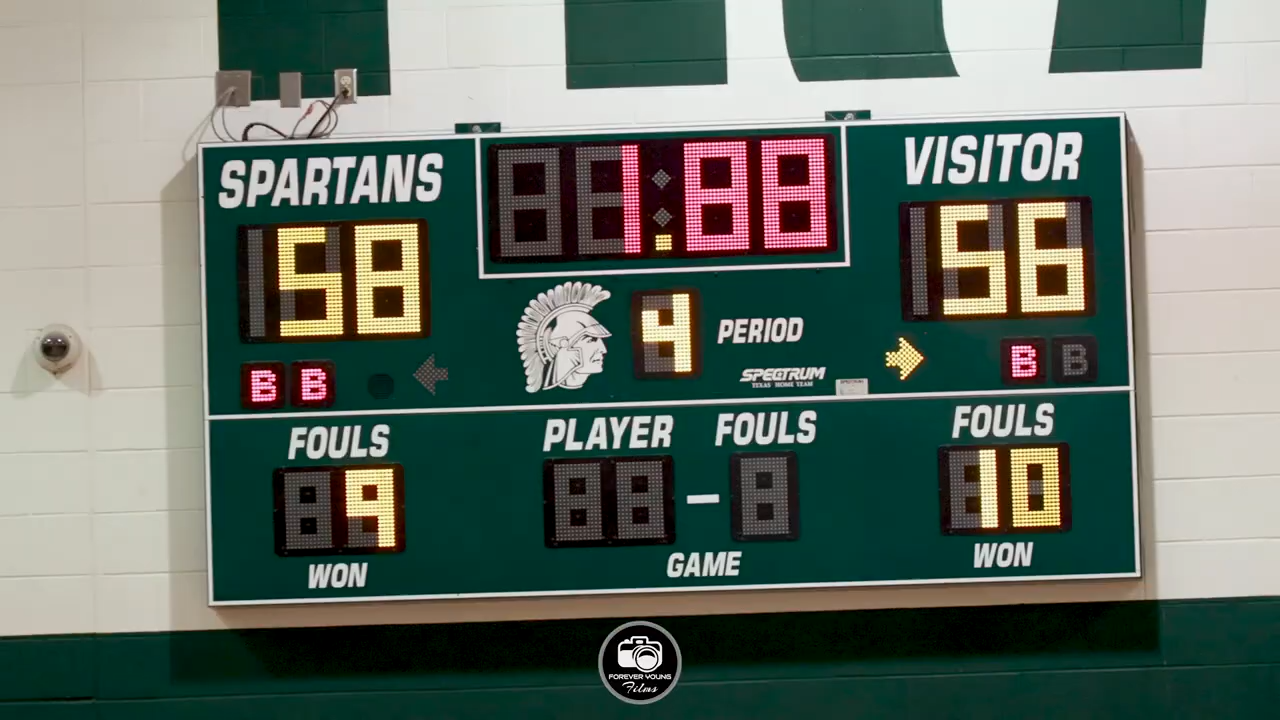 SPARTANS
1.88
VISITOR
58
56
4 PERIOD
SPECTRUM
TEXAS' HOME TEAM
B B
B
FOULS
PLAYER FOULS
FOULS
9
10
WON
GAME
WON
FOREVER YOUNG
Films